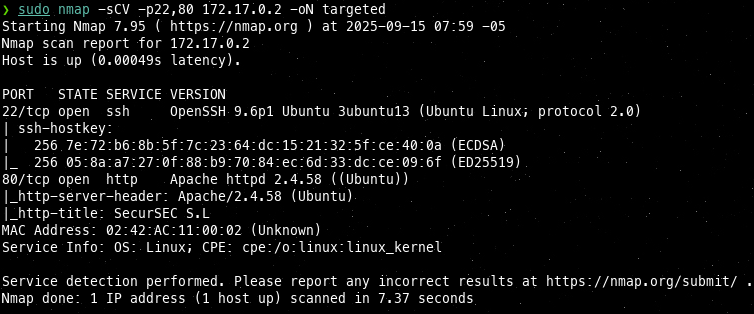 ❯ sudo nmap -sCV -p22,80 172.17.0.2 -oN targeted
Starting Nmap 7.95 ( https://nmap.org ) at 2025-09-15 07:59 -05
Nmap scan report for 172.17.0.2
Host is up (0.00049s latency).

PORT   STATE SERVICE VERSION
22/tcp open  ssh     OpenSSH 9.6p1 Ubuntu 3ubuntu13 (Ubuntu Linux; protocol 2.0)
| ssh-hostkey:
|   256 7e:72:b6:8b:5f:7c:23:64:dc:15:21:32:5f:ce:40:0a (ECDSA)
|_  256 05:8a:a7:27:0f:88:b9:70:84:ec:6d:33:dc:ce:09:6f (ED25519)
80/tcp open  http    Apache httpd 2.4.58 ((Ubuntu))
|_http-server-header: Apache/2.4.58 (Ubuntu)
|_http-title: SecurSEC S.L
MAC Address: 02:42:AC:11:00:02 (Unknown)
Service Info: OS: Linux; CPE: cpe:/o:linux:linux_kernel

Service detection performed. Please report any incorrect results at https://nmap.org/submit/ .
Nmap done: 1 IP address (1 host up) scanned in 7.37 seconds